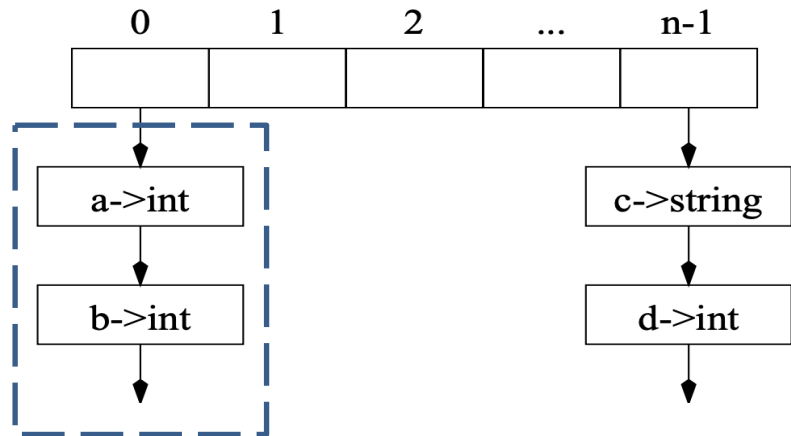 0 1 2 ... n-1
a->int c->string
b->int d->int